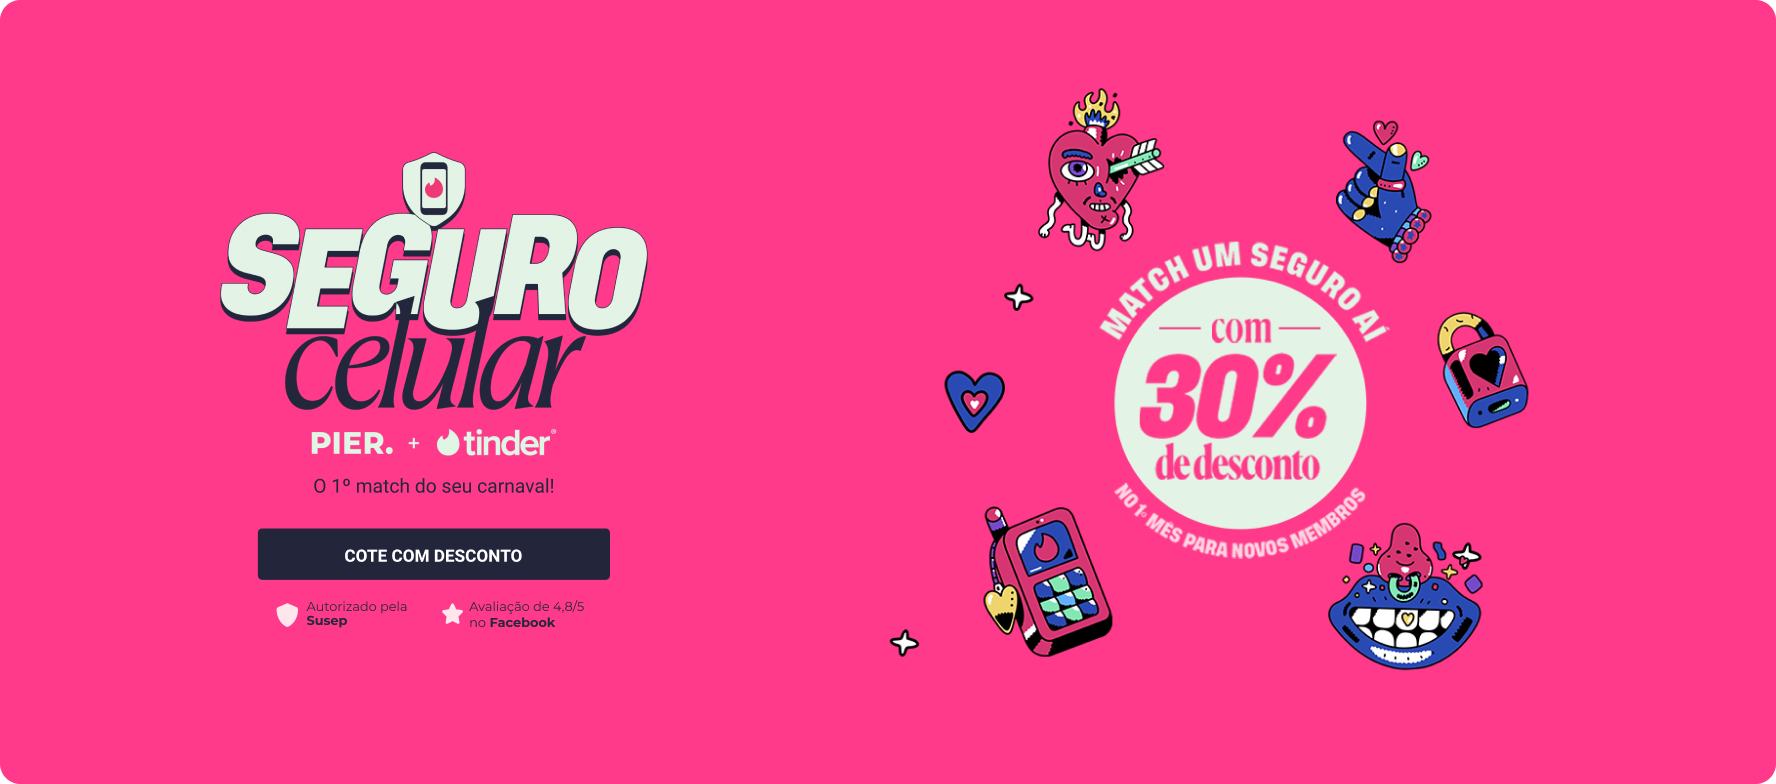 SEGURO
celular
PIER. + tinder®
O 1º match do seu carnaval!
COTE COM DESCONTO
Autorizado pela
Susep
Avaliação de 4,8/5
no Facebook
MATCH UM SEGURO AÍ
com
30%
de desconto
NO 1º MÊS PARA NOVOS MEMBROS